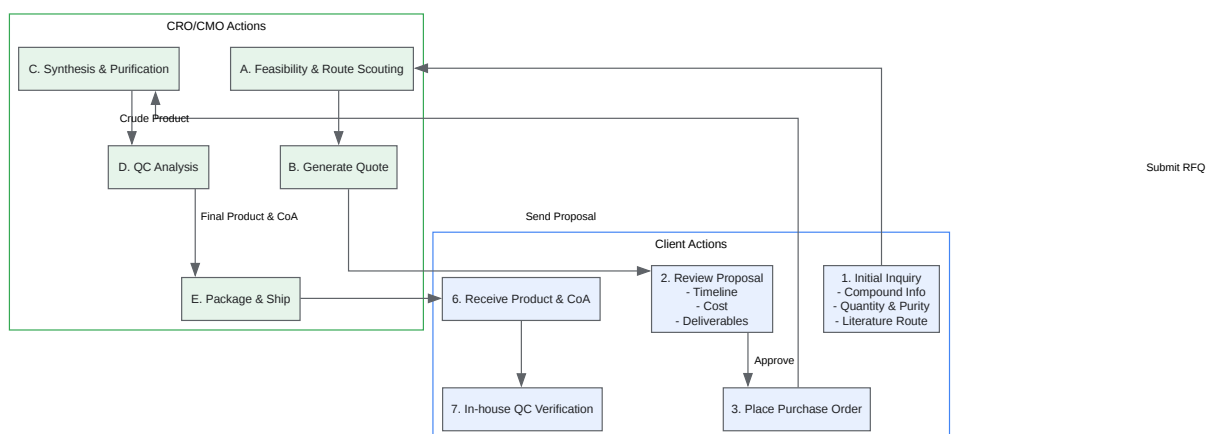 CRO/CMO Actions
C. Synthesis & Purification
A. Feasibility & Route Scouting
Crude Product
D. QC Analysis
B. Generate Quote
Submit RFQ
Final Product & CoA
Send Proposal
Client Actions
E. Package & Ship
6. Receive Product & CoA
2. Review Proposal
- Timeline
- Cost
- Deliverables
1. Initial Inquiry
- Compound Info
- Quantity & Purity
- Literature Route
Approve
7. In-house QC Verification
3. Place Purchase Order